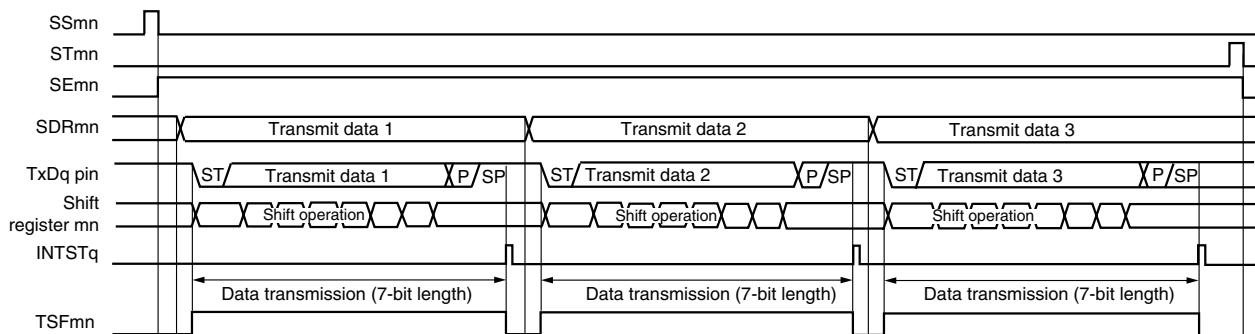 SSmn
STmn
SEmn
SDRmn Transmit data 1 Transmit data 2 Transmit data 3
TxDq pin ST Transmit data 1 P SP ST Transmit data 2 P SP ST Transmit data 3 P SP
Shift
register mn Shift operation Shift operation Shift operation
INTSTq
Data transmission (7-bit length) Data transmission (7-bit length) Data transmission (7-bit length)
TSFmn